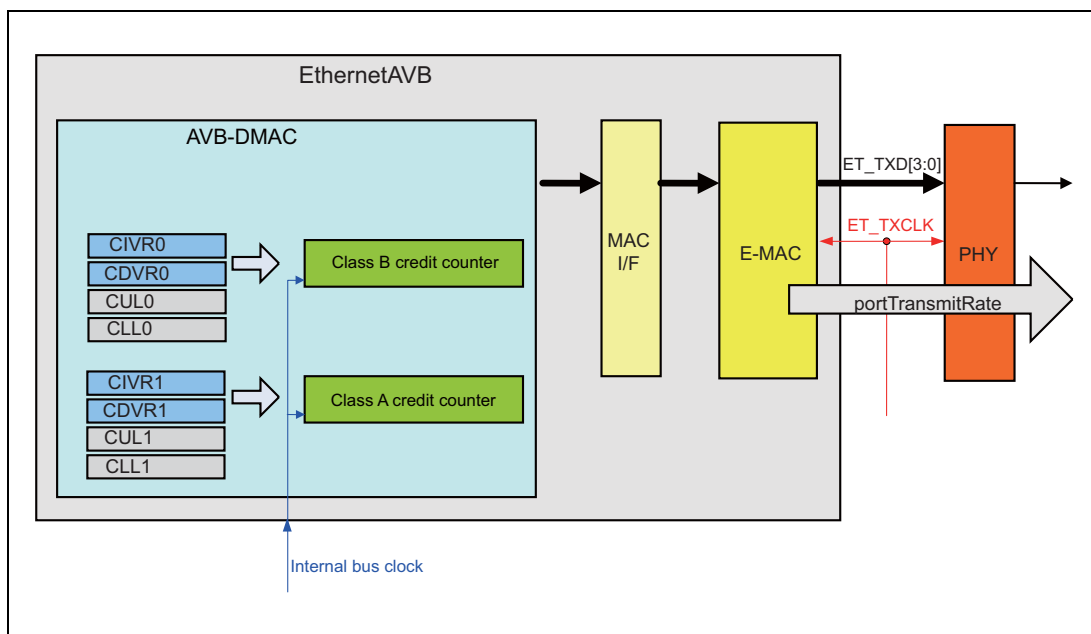 EthernetAVB
AVB-DMAC
CIVR0
CDVR0
CUL0
CLL0
Class B credit counter
CIVR1
CDVR1
CUL1
CLL1
Class A credit counter
Internal bus clock
MAC
I/F
E-MAC
ET_TXD[3:0]
ET_TXCLK
PHY
portTransmitRate